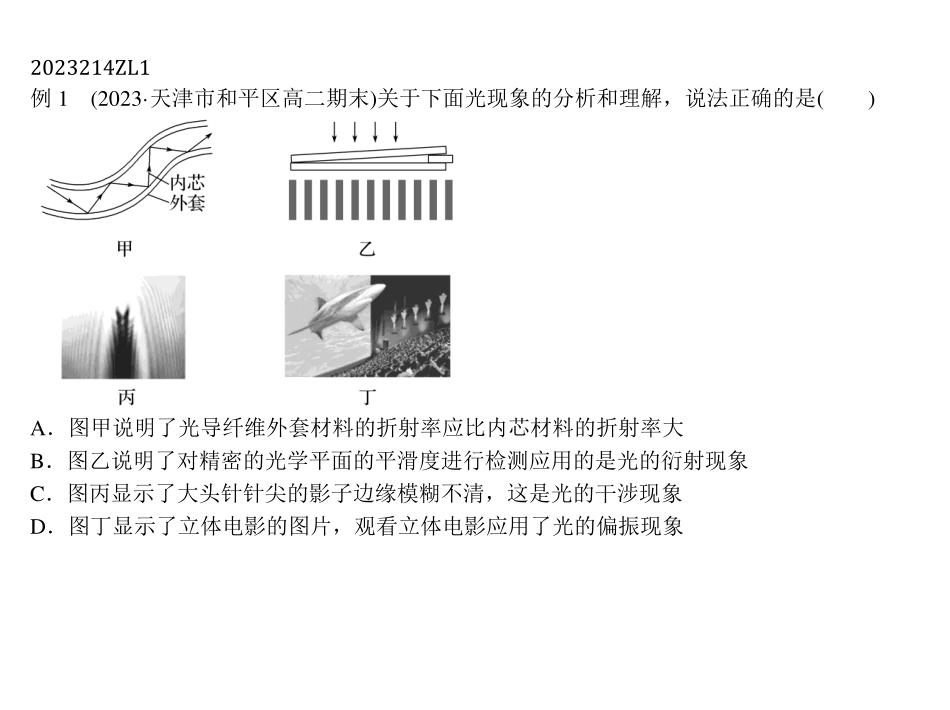 2023214ZL1
例 1　(2023·天津市和平区高二期末)关于下面光现象的分析和理解，说法正确的是(　　)
内芯
外套
甲
乙
丙
丁
A．图甲说明了光导纤维外套材料的折射率应比内芯材料的折射率大
B．图乙说明了对精密的光学平面的平滑度进行检测应用的是光的衍射现象
C．图丙显示了大头针针尖的影子边缘模糊不清，这是光的干涉现象
D．图丁显示了立体电影的图片，观看立体电影应用了光的偏振现象